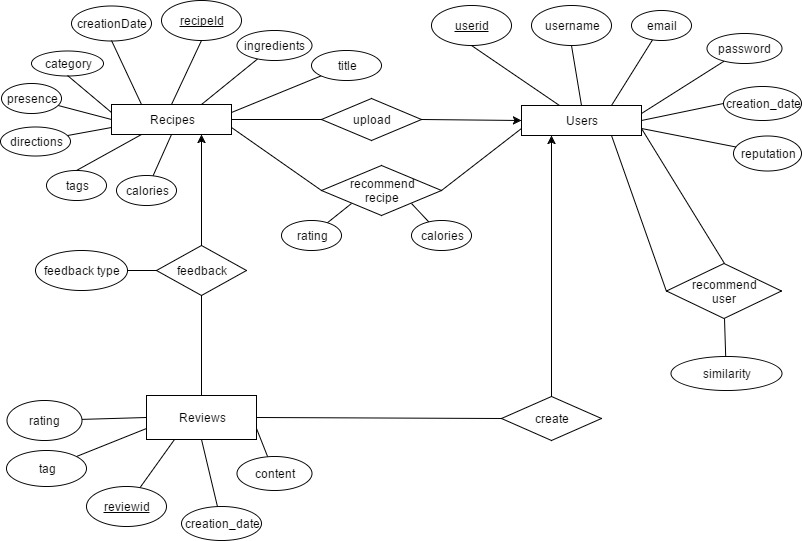 creationDate
recipeId
ingredients
title
category
presence
directions
tags
calories
Recipes
upload
userid
username
email
password
creation_date
reputation
Users
recommend
recipe
rating
calories
feedback type
feedback
recommend
user
similarity
rating
tag
reviewid
creation_date
content
Reviews
create